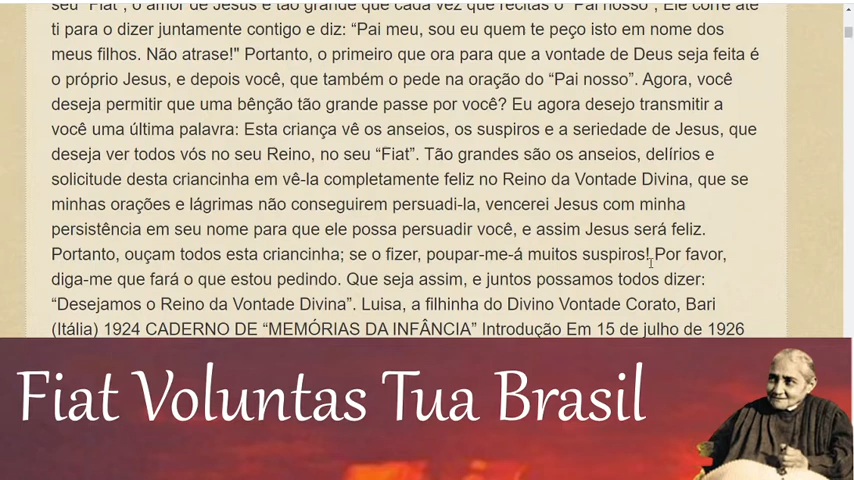 seu “Fiat”, o amor de Jesus é tão grande que cada vez que recitas o “Pai nosso”, Ele corre até
ti para o dizer juntamente contigo e diz: “Pai meu, sou eu quem te peço isto em nome dos
meus filhos. Não atrase!" Portanto, o primeiro que ora para que a vontade de Deus seja feita é
o próprio Jesus, e depois você, que também o pede na oração do “Pai nosso”. Agora, você
deseja permitir que uma bênção tão grande passe por você? Eu agora desejo transmitir a
você uma última palavra: Esta criança vê os anseios, os suspiros e a seriedade de Jesus, que
deseja ver todos vós no seu Reino, no seu “Fiat”. Tão grandes são os anseios, delírios e
solicitude desta criancinha em vê-la completamente feliz no Reino da Vontade Divina, que se
minhas orações e lágrimas não conseguirem persuadi-la, vencerei Jesus com minha
persistência em seu nome para que ele possa persuadir você, e assim Jesus será feliz.
Portanto, ouçam todos esta criancinha; se o fizer, poupar-me-á muitos suspiros! Por favor,
diga-me que fará o que estou pedindo. Que seja assim, e juntos possamos todos dizer:
“Desejamos o Reino da Vontade Divina”. Luisa, a filhinha do Divino Vontade Corato, Bari
(Itália) 1924 CADERNO DE “MEMÓRIAS DA INFÂNCIA” Introdução Em 15 de julho de 1926
Fiat Voluntas Tua Brasil